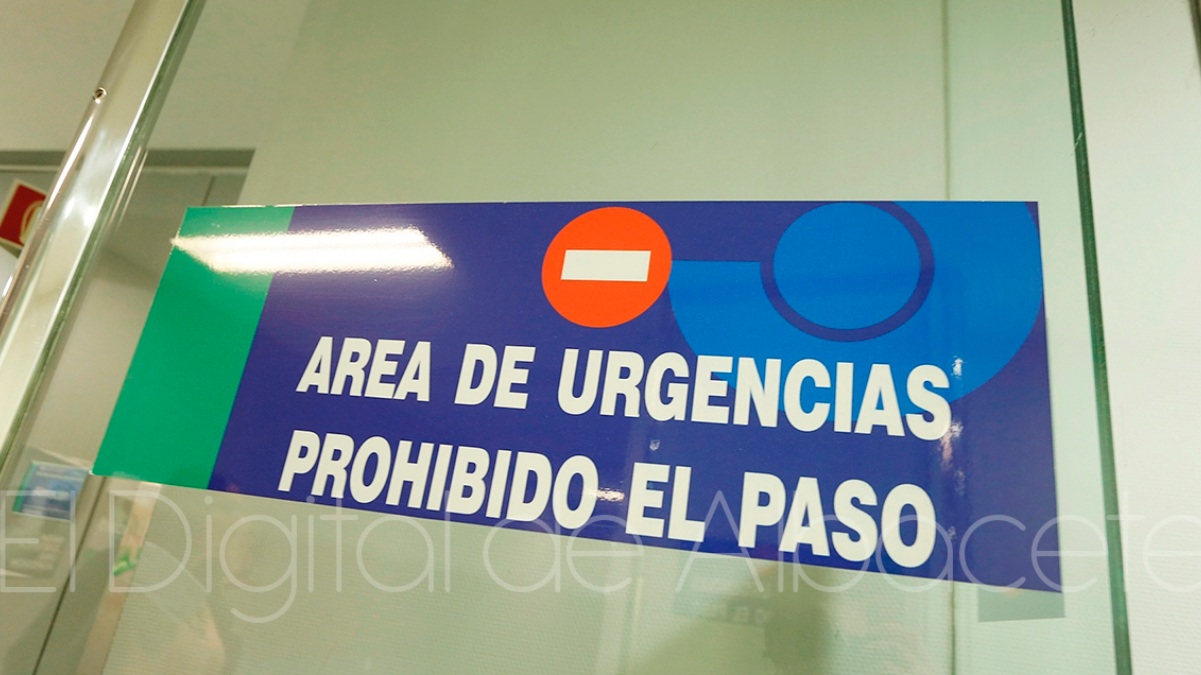 AREA DE URGENCIAS
PROHIBIDO EL PASO
El Digital de Albacete